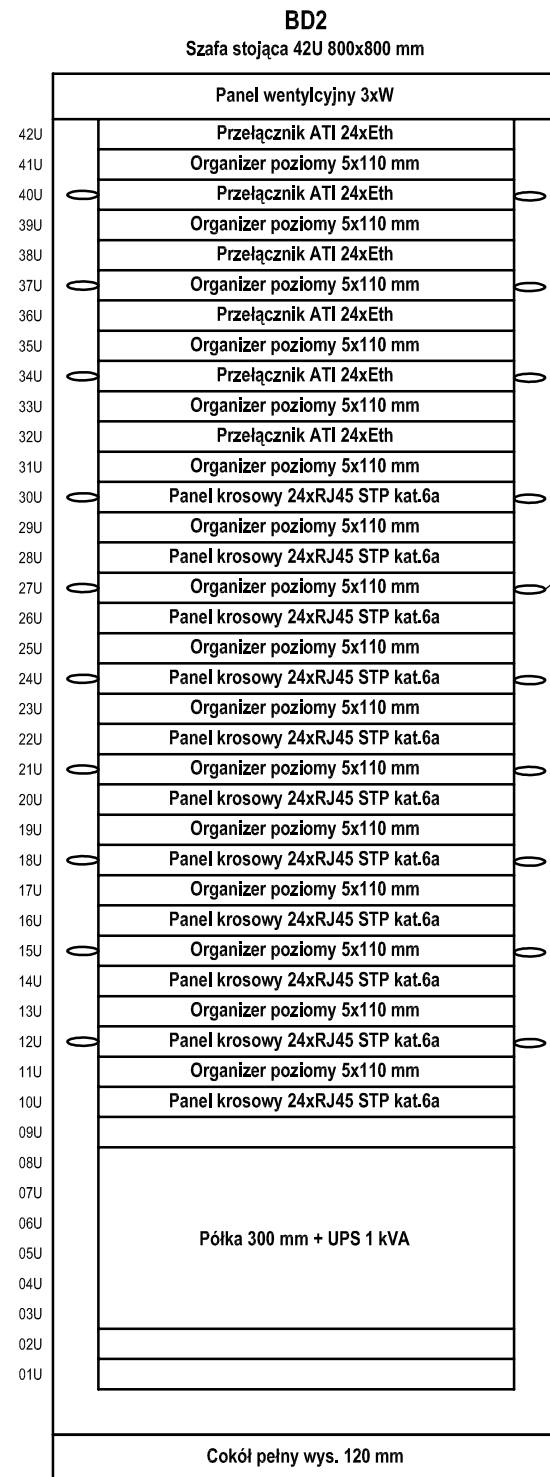 BD2
Szafa stojąca 42U 800x800 mm
Panel wentylcyjny 3xW
42U Przełącznik ATI 24xEth
41U Organizer poziomy 5x110 mm
40U Przełącznik ATI 24xEth
39U Organizer poziomy 5x110 mm
38U Przełącznik ATI 24xEth
37U Organizer poziomy 5x110 mm
36U Przełącznik ATI 24xEth
35U Organizer poziomy 5x110 mm
34U Przełącznik ATI 24xEth
33U Organizer poziomy 5x110 mm
32U Przełącznik ATI 24xEth
31U Organizer poziomy 5x110 mm
30U Panel krosowy 24xRJ45 STP kat.6a
29U Organizer poziomy 5x110 mm
28U Panel krosowy 24xRJ45 STP kat.6a
27U Organizer poziomy 5x110 mm
26U Panel krosowy 24xRJ45 STP kat.6a
25U Organizer poziomy 5x110 mm
24U Panel krosowy 24xRJ45 STP kat.6a
23U Organizer poziomy 5x110 mm
22U Panel krosowy 24xRJ45 STP kat.6a
21U Organizer poziomy 5x110 mm
20U Panel krosowy 24xRJ45 STP kat.6a
19U Organizer poziomy 5x110 mm
18U Panel krosowy 24xRJ45 STP kat.6a
17U Organizer poziomy 5x110 mm
16U Panel krosowy 24xRJ45 STP kat.6a
15U Organizer poziomy 5x110 mm
14U Panel krosowy 24xRJ45 STP kat.6a
13U Organizer poziomy 5x110 mm
12U Panel krosowy 24xRJ45 STP kat.6a
11U Organizer poziomy 5x110 mm
10U Panel krosowy 24xRJ45 STP kat.6a
09U
08U
07U
06U
Półka 300 mm + UPS 1 kVA
05U
04U
03U
02U
01U
Cokół pełny wys. 120 mm